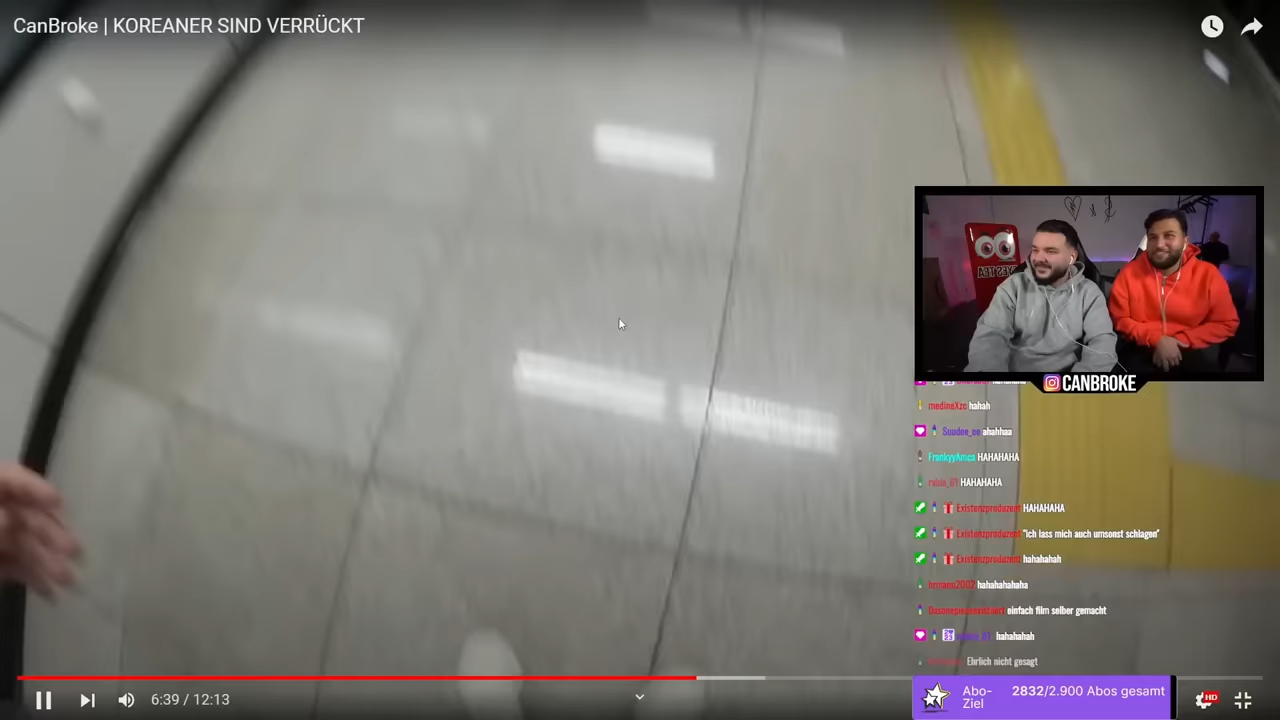 CanBroke | KOREANER SIND VERRÜCKT
CANBROKE
medineXzc hahah
Suudee_ee ahahhaa
FrankyyAmca HAHAHAHA
HAHAHAHA
Existenzproduzent HAHAHAHA
Existenzproduzent "Ich lass mich auch umsonst schlagen"
Existenzproduzent hahahahah
hrmann2002 hahahahahaha
einfach film selber gemacht
hahahahah
Ehrlich nicht gesagt
6:39 / 12:13
Abo-Ziel 2832/2.900 Abos gesamt
HD